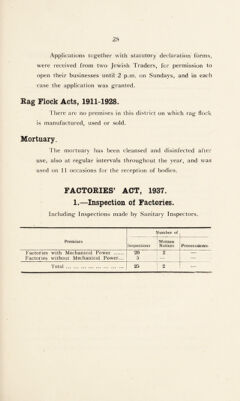 28
Applications together with statutory declaration forms,
were received from two Jewish Traders, for permission to
open their businesses until 2 p.m. on Sundays, and in each
case the application was granted.
Rag Flock Acts, 1911-1928.
There are no premises in this district on which rag flock
is manufactured, used or sold.
Mortuary.
The mortuary has been cleansed and disinfected after
use, also at regular intervals throughout the year, and was
used on 11 occasions for the reception of bodies.
FACTORIES' ACT, 1937.
1.—Inspection of Factories.
Including Inspections made by Sanitary Inspectors.
Number of
Premises Inspections Written Notices Prosecutions
Factories with Mechanical Power ...... 20 2 —
Factories without Mechanical Power... 5 — —
Total ... ... ... ... ... ... ... 25 2 —